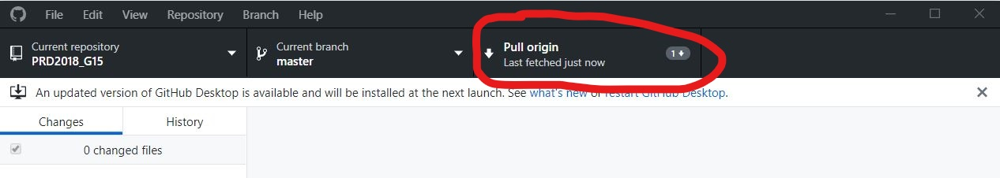 File Edit View Repository Branch Help
Current repository
PRD2018_G15
Current branch
master
Pull origin
Last fetched just now
1
An updated version of GitHub Desktop is available and will be installed at the next launch. See what's new or restart GitHub Desktop.
Changes History
0 changed files